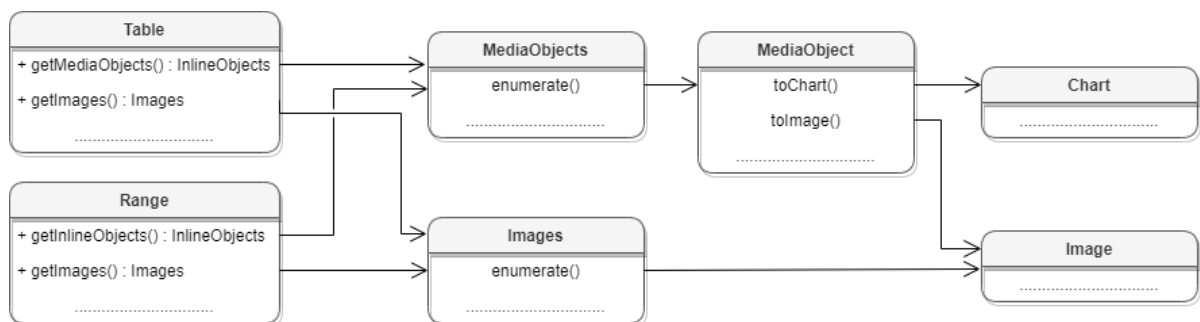 Table
+ getMediaObjects() : InlineObjects
+ getImages() : Images
Range
+ getInlineObjects() : InlineObjects
+ getImages() : Images
MediaObjects
enumerate()
Images
enumerate()
MediaObject
toChart()
toImage()
Chart
Image